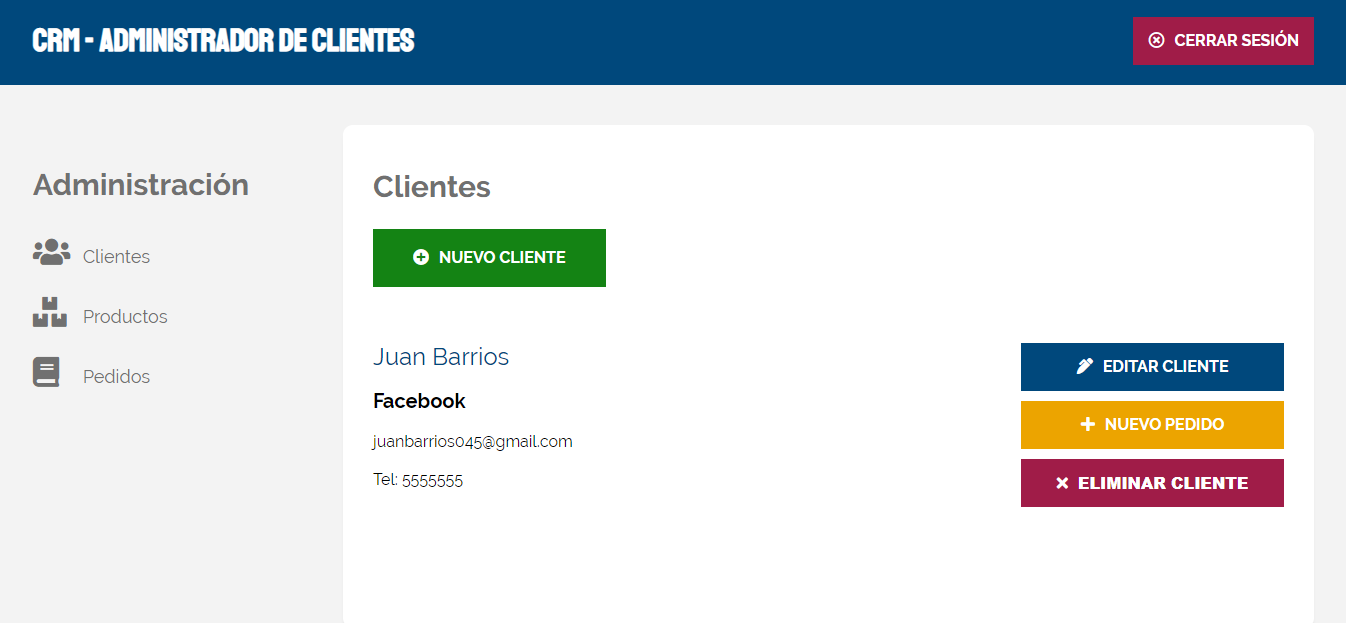 CRM - ADMINISTRADOR DE CLIENTES
CERRAR SESIÓN
Administración
Clientes
Productos
Pedidos
Clientes
NUEVO CLIENTE
Juan Barrios
Facebook
juanbarrios045@gmail.com
Tel: 5555555
EDITAR CLIENTE
NUEVO PEDIDO
ELIMINAR CLIENTE